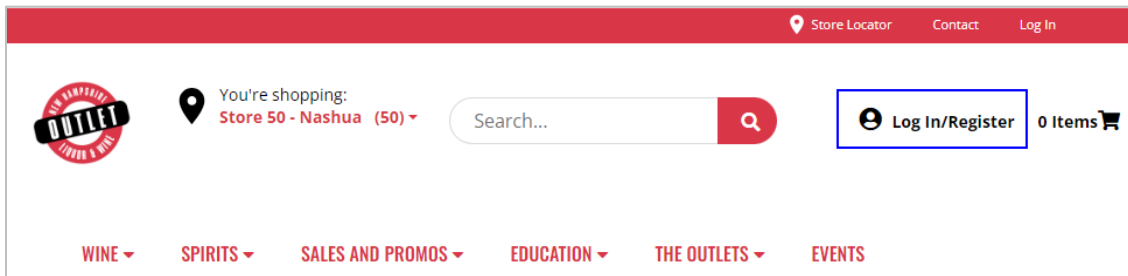 Store Locator Contact Log In
NEW HAMPSHIRE
OUTLET
LIQUOR & WINE
You're shopping:
Store 50 - Nashua (50)
Search...
Log In/Register
0 Items
WINE SPIRITS SALES AND PROMOS EDUCATION THE OUTLETS EVENTS